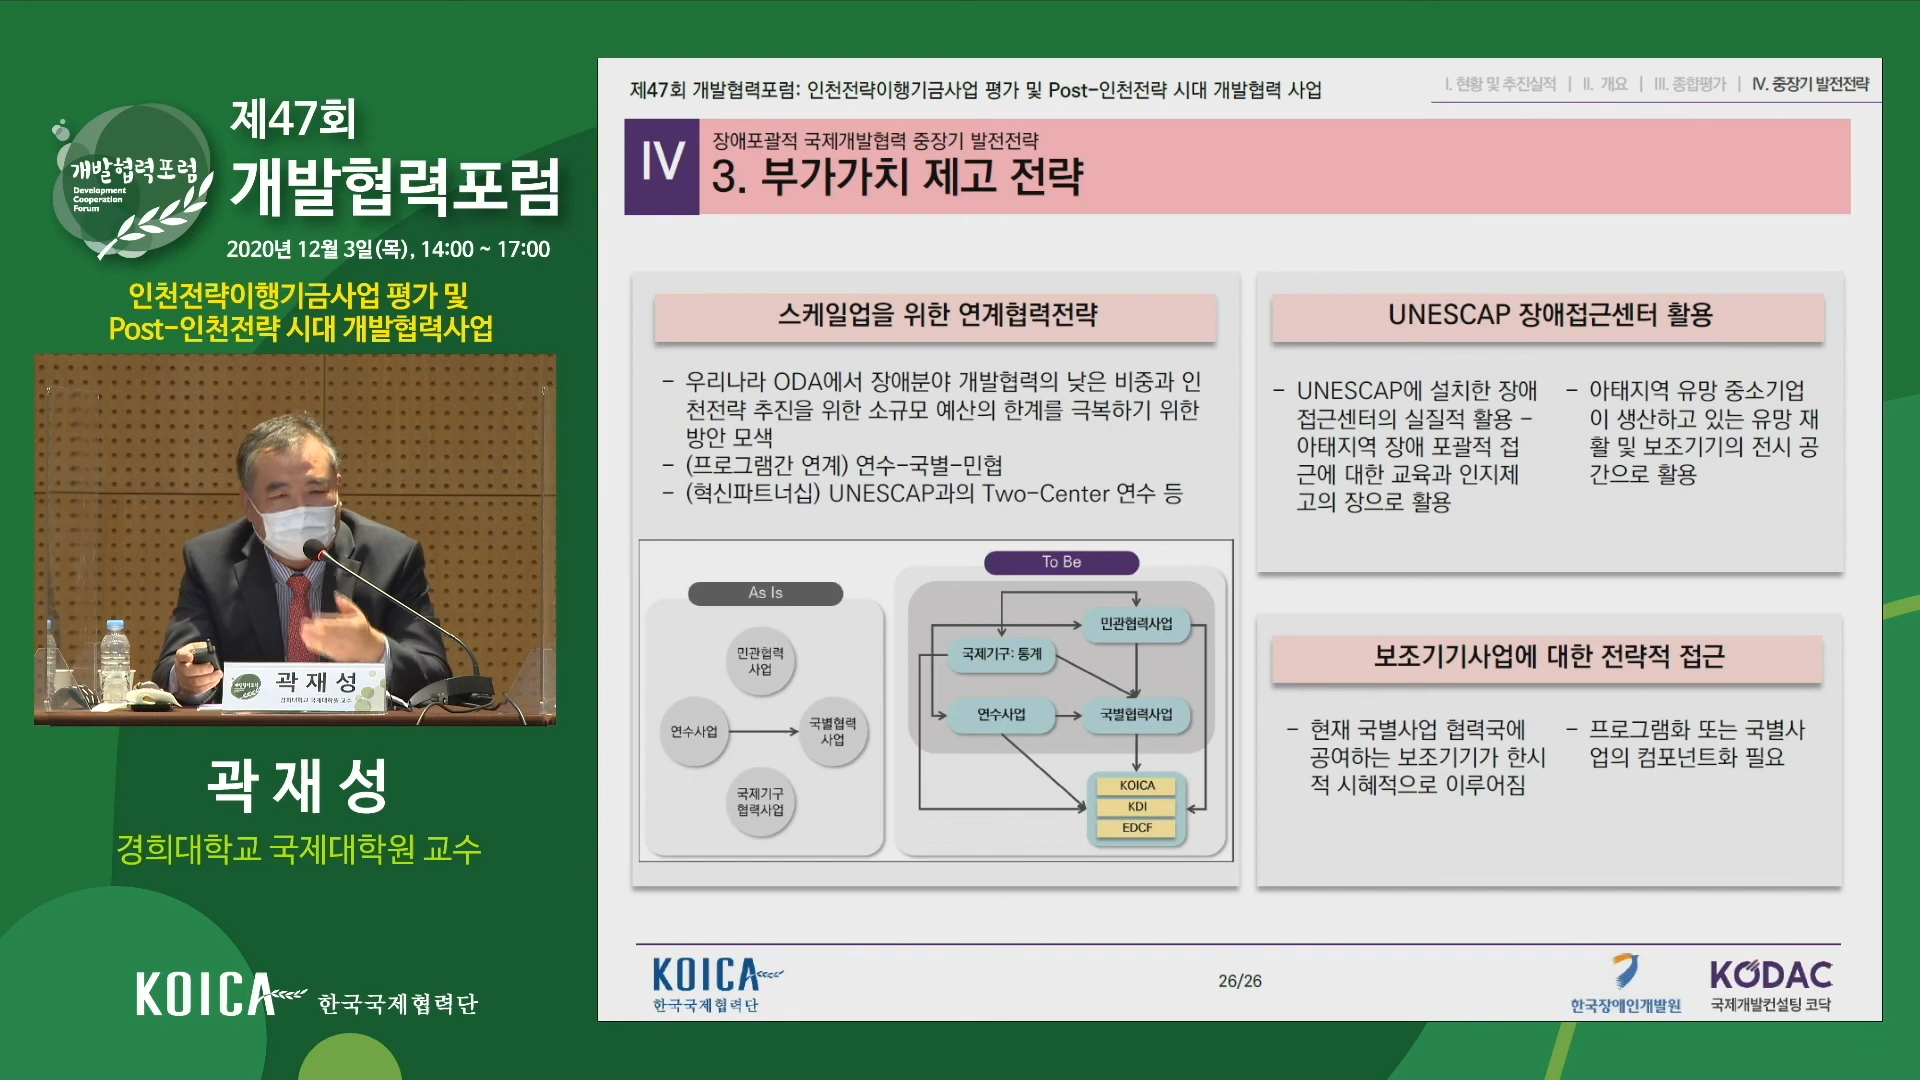 제47회
개발협력포럼
개발협력포럼
Development
Cooperation
Forum
2020년 12월 3일(목), 14:00 ~ 17:00
인천전략이행기금사업 평가 및
Post-인천전략 시대 개발협력사업
곽 재 성
경희대학교 국제대학원 교수
곽 재 성
경희대학교 국제대학원 교수
KOICA 한국국제협력단
제47회 개발협력포럼: 인천전략이행기금사업 평가 및 Post-인천전략 시대 개발협력 사업
I. 현황 및 추진실적 | II. 개요 | III. 종합평가 | IV. 중장기 발전전략
IV
장애포괄적 국제개발협력 중장기 발전전략
3. 부가가치 제고 전략
스케일업을 위한 연계협력전략
- 우리나라 ODA에서 장애분야 개발협력의 낮은 비중과 인
천전략 추진을 위한 소규모 예산의 한계를 극복하기 위한
방안 모색
- (프로그램간 연계) 연수-국별-민협
- (혁신파트너십) UNESCAP과의 Two-Center 연수 등
As Is
민관협력
사업
연수사업
국별협력
사업
국제기구
협력사업
To Be
민관협력사업
국제기구: 통계
연수사업
국별협력사업
KOICA
KDI
EDCF
UNESCAP 장애접근센터 활용
- UNESCAP에 설치한 장애
접근센터의 실질적 활용 -
아태지역 장애 포괄적 접
근에 대한 교육과 인지제
고의 장으로 활용
- 아태지역 유망 중소기업
이 생산하고 있는 유망 재
활 및 보조기기의 전시 공
간으로 활용
보조기기사업에 대한 전략적 접근
- 현재 국별사업 협력국에
공여하는 보조기기가 한시
적 시혜적으로 이루어짐
- 프로그램화 또는 국별사
업의 컴포넌트화 필요
KOICA
한국국제협력단
26/26
한국장애인개발원
KODAC
국제개발컨설팅 코닥